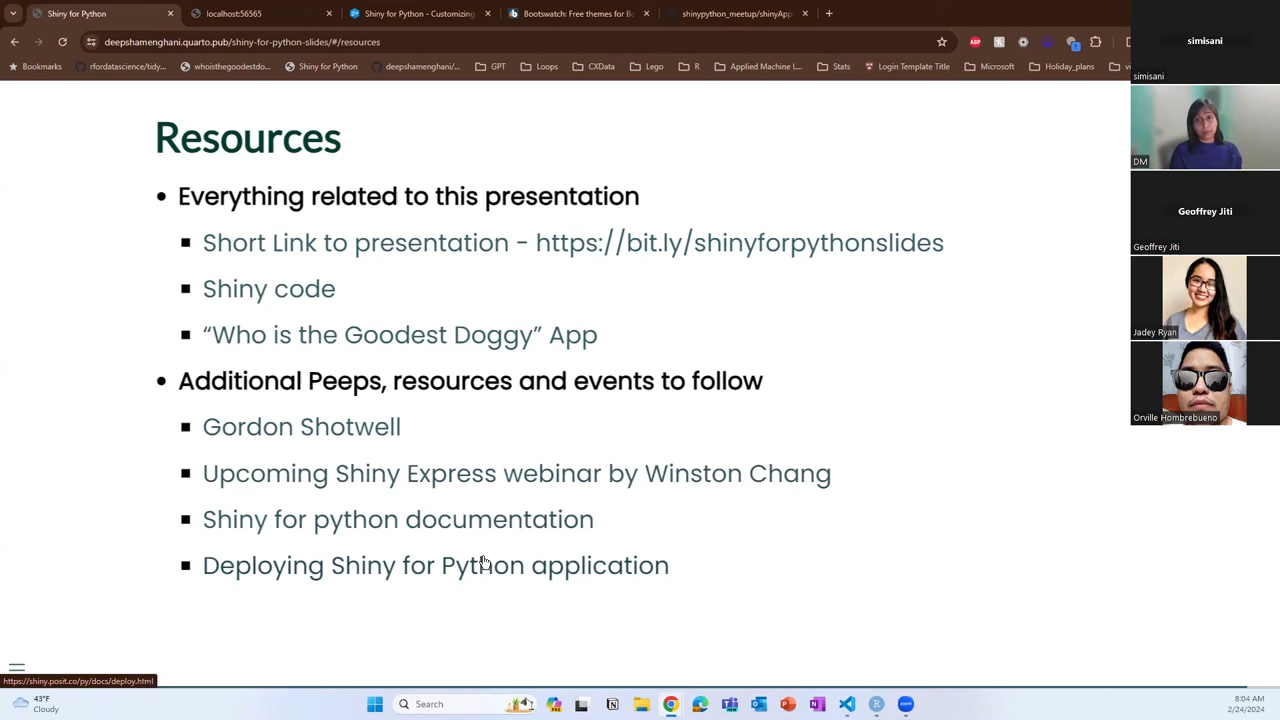 Shiny for Python
localhost:56565
Shiny for Python - Customizing
Bootswatch: Free themes for Bo
shinypython_meetup/shinyApp
deepshamenghani.quarto.pub/shiny-for-python-slides/#/resources
Bookmarks
rfordatascience/tidy...
whoisthegoodestdo...
Shiny for Python
deepshamenghani/...
GPT
Loops
CXData
Lego
R
Applied Machine L
Stats
Login Template Title
Microsoft
Holiday_plans
Resources
• Everything related to this presentation
▪ Short Link to presentation - https://bit.ly/shinyforpythonslides
▪ Shiny code
▪ “Who is the Goodest Doggy” App
• Additional Peeps, resources and events to follow
▪ Gordon Shotwell
▪ Upcoming Shiny Express webinar by Winston Chang
▪ Shiny for python documentation
▪ Deploying Shiny for Python application
https://shiny.posit.co/py/docs/deploy.html
simisani
simisani
DM
Geoffrey Jiti
Geoffrey Jiti
Jadey Ryan
Orville Hombrebueno
43°F
Cloudy
Search
8:04 AM
2/24/2024